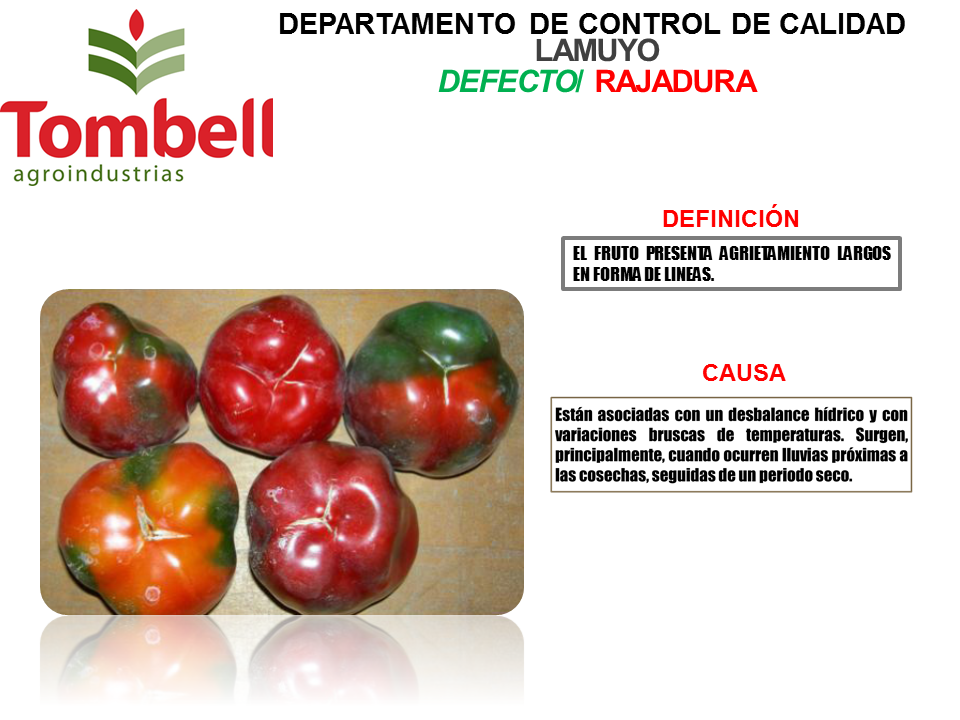 DEPARTAMENTO DE CONTROL DE CALIDAD
LAMUYO
DEFECTO/ RAJADURA
Tombell
agroindustrias
DEFINICIÓN
EL FRUTO PRESENTA AGRIETAMIENTO LARGOS
EN FORMA DE LINEAS.
CAUSA
Están asociadas con un desbalance hídrico y con
variaciones bruscas de temperaturas. Surgen,
principalmente, cuando ocurren lluvias próximas a
las cosechas, seguidas de un periodo seco.